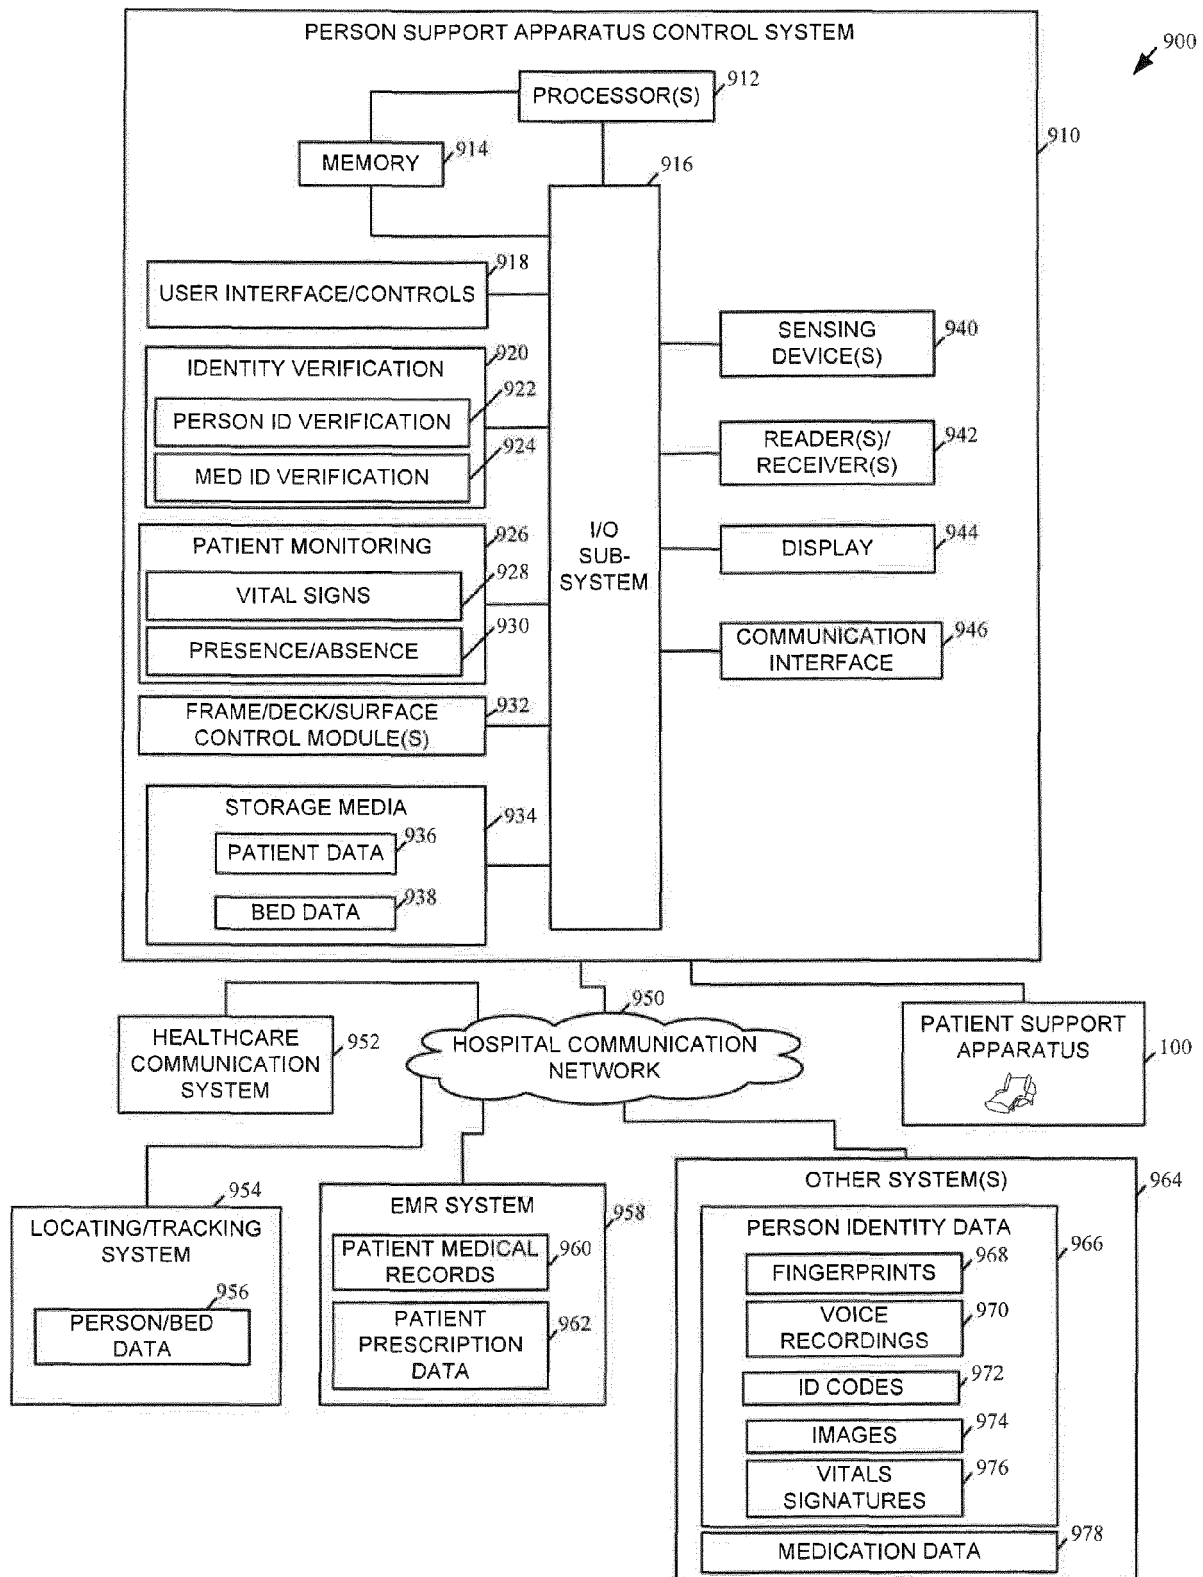 PERSON SUPPORT APPARATUS CONTROL SYSTEM
900
PROCESSOR(S)
912
910
MEMORY
914
916
918
USER INTERFACE/CONTROLS
920
IDENTITY VERIFICATION
922
PERSON ID VERIFICATION
924
MED ID VERIFICATION
926
PATIENT MONITORING
928
VITAL SIGNS
930
PRESENCE/ABSENCE
932
FRAME/DECK/SURFACE
CONTROL MODULE(S)
STORAGE MEDIA
934
936
PATIENT DATA
938
BED DATA
I/O
SUB-
SYSTEM
SENSING
DEVICE(S)
940
READER(S)/
RECEIVER(S)
942
DISPLAY
944
COMMUNICATION
INTERFACE
946
950
HOSPITAL COMMUNICATION
NETWORK
HEALTHCARE
COMMUNICATION
SYSTEM
952
PATIENT SUPPORT
APPARATUS
100
954
LOCATING/TRACKING
SYSTEM
956
PERSON/BED
DATA
EMR SYSTEM
958
PATIENT MEDICAL
RECORDS
960
PATIENT
PRESCRIPTION
DATA
962
OTHER SYSTEM(S)
964
PERSON IDENTITY DATA
966
FINGERPRINTS
968
VOICE
RECORDINGS
970
ID CODES
972
IMAGES
974
VITALS
SIGNATURES
976
MEDICATION DATA
978